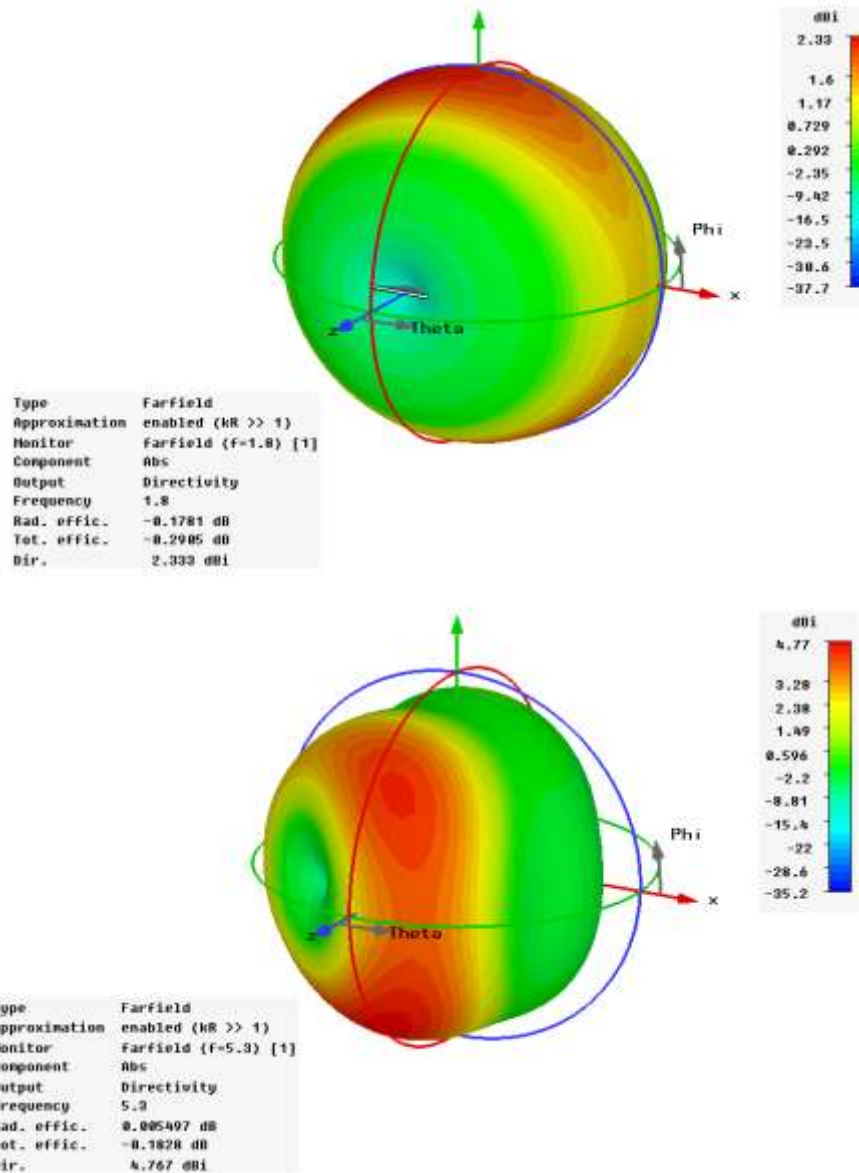 dBi
2.33
1.6
1.17
0.729
0.292
-2.35
-9.42
-16.5
-23.5
-30.6
-37.7
Phi
x
z
Theta
Type Farfield
Approximation enabled (kR >> 1)
Monitor farfield (f=1.8) [1]
Component Abs
Output Directivity
Frequency 1.8
Rad. effic. -0.1781 dB
Tot. effic. -0.2905 dB
Dir. 2.333 dBi
dBi
4.77
3.28
2.38
1.49
0.596
-2.2
-8.81
-15.4
-22
-28.6
-35.2
Phi
x
z
Theta
ype Farfield
pproximation enabled (kR >> 1)
onitor farfield (f=5.3) [1]
omponent Abs
utput Directivity
requency 5.3
ad. effic. 0.005497 dB
ot. effic. -0.1828 dB
ir. 4.767 dBi